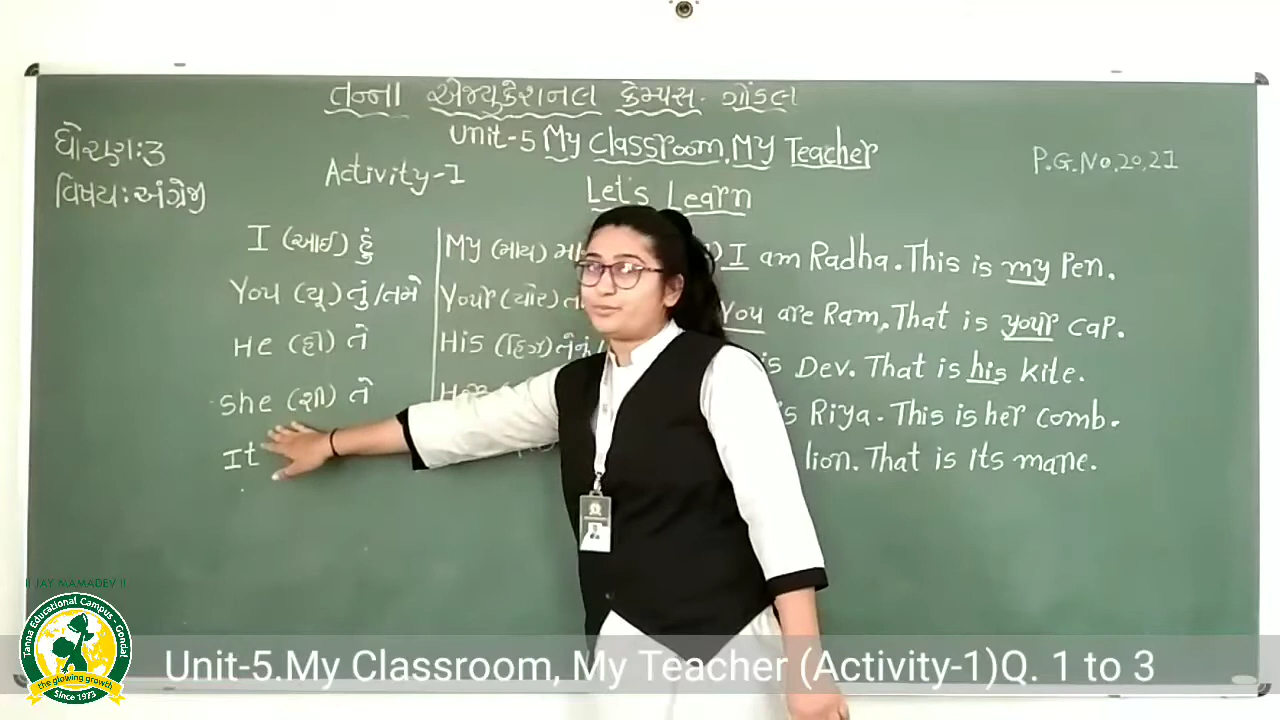 તન્ના એજ્યુકેશનલ કેમ્પસ. ગોંડલ
ધોરણ:૩
Unit-5 My Classroom, My Teacher
P.G.No.20,21
વિષય:અંગ્રેજી
Activity-1
Let's Learn
I (આઈ) હું
You (યૂ) તું/તમે
He (હી) તે
She (શી) તે
It
My (માય)
Your (યોર)
His (હિઝ) તેનું/
I am Radha. This is my Pen.
You are Ram, That is your cap.
is Dev. That is his kite.
is Riya. This is her comb.
lion. That is its mane.
॥ JAY MAMADEV ॥
Tanna Educational Campus - Gondal
the glowing growth
Since 1973
Unit-5.My Classroom, My Teacher (Activity-1)Q. 1 to 3